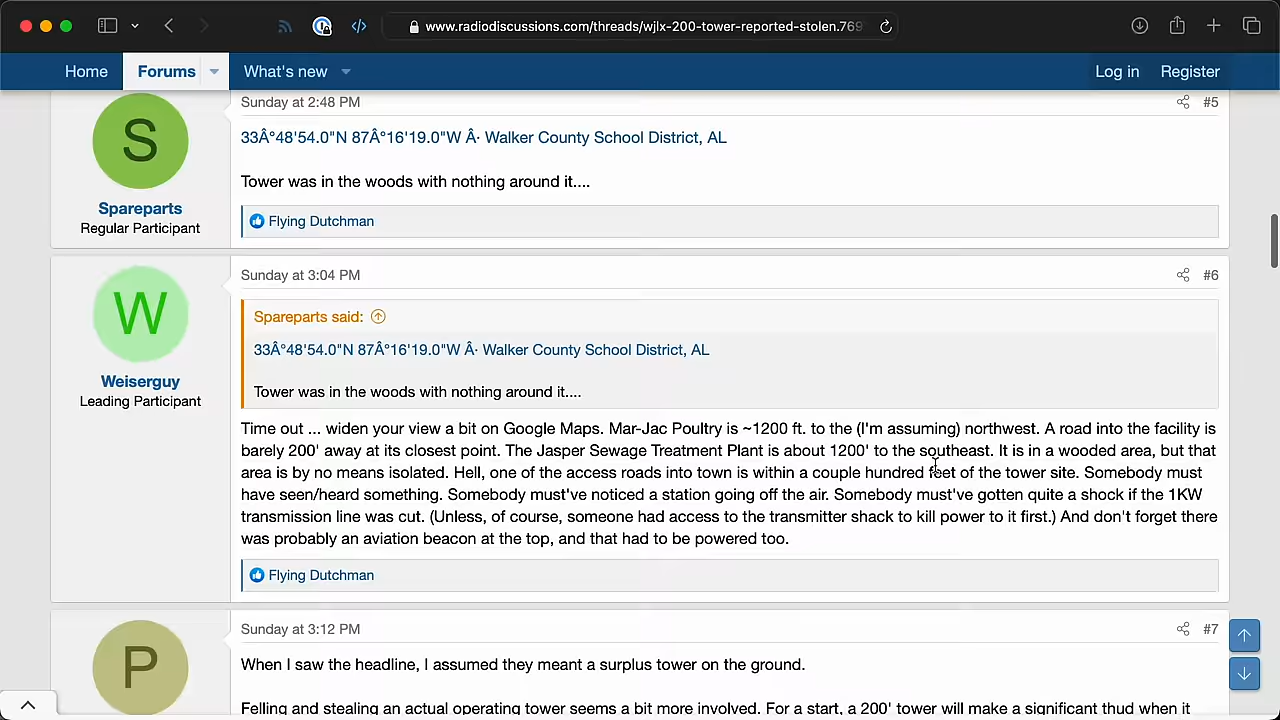 www.radiodiscussions.com/threads/wjlx-200-tower-reported-stolen.769
Home
Forums
What's new
Log in
Register
S
Spareparts
Regular Participant
Sunday at 2:48 PM
#5
33Â°48'54.0"N 87Â°16'19.0"W Â· Walker County School District, AL
Tower was in the woods with nothing around it....
Flying Dutchman
W
Weiserguy
Leading Participant
Sunday at 3:04 PM
#6
Spareparts said:
33Â°48'54.0"N 87Â°16'19.0"W Â· Walker County School District, AL
Tower was in the woods with nothing around it....
Time out ... widen your view a bit on Google Maps. Mar-Jac Poultry is ~1200 ft. to the (I'm assuming) northwest. A road into the facility is
barely 200' away at its closest point. The Jasper Sewage Treatment Plant is about 1200' to the southeast. It is in a wooded area, but that
area is by no means isolated. Hell, one of the access roads into town is within a couple hundred feet of the tower site. Somebody must
have seen/heard something. Somebody must've noticed a station going off the air. Somebody must've gotten quite a shock if the 1KW
transmission line was cut. (Unless, of course, someone had access to the transmitter shack to kill power to it first.) And don't forget there
was probably an aviation beacon at the top, and that had to be powered too.
Flying Dutchman
P
Sunday at 3:12 PM
#7
When I saw the headline, I assumed they meant a surplus tower on the ground.
Felling and stealing an actual operating tower seems a bit more involved. For a start, a 200' tower will make a significant thud when it